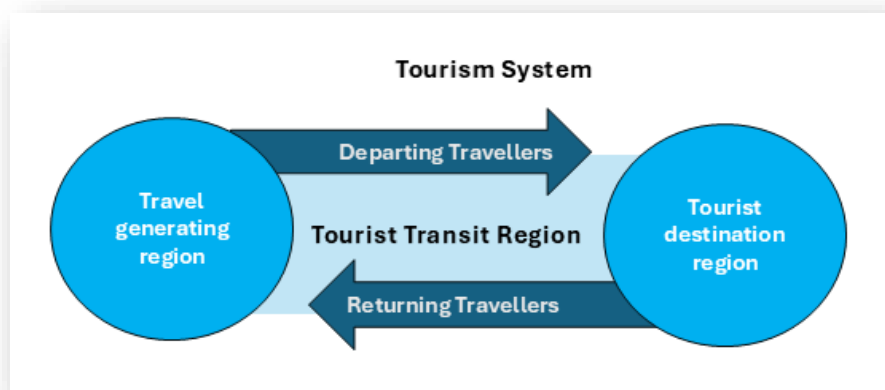 Tourism System
Departing Travellers
Travel
generating
region
Tourist Transit Region
Tourist
destination
region
Returning Travellers